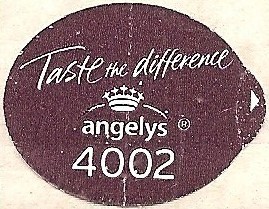 Taste the difference
angelys ®
4002